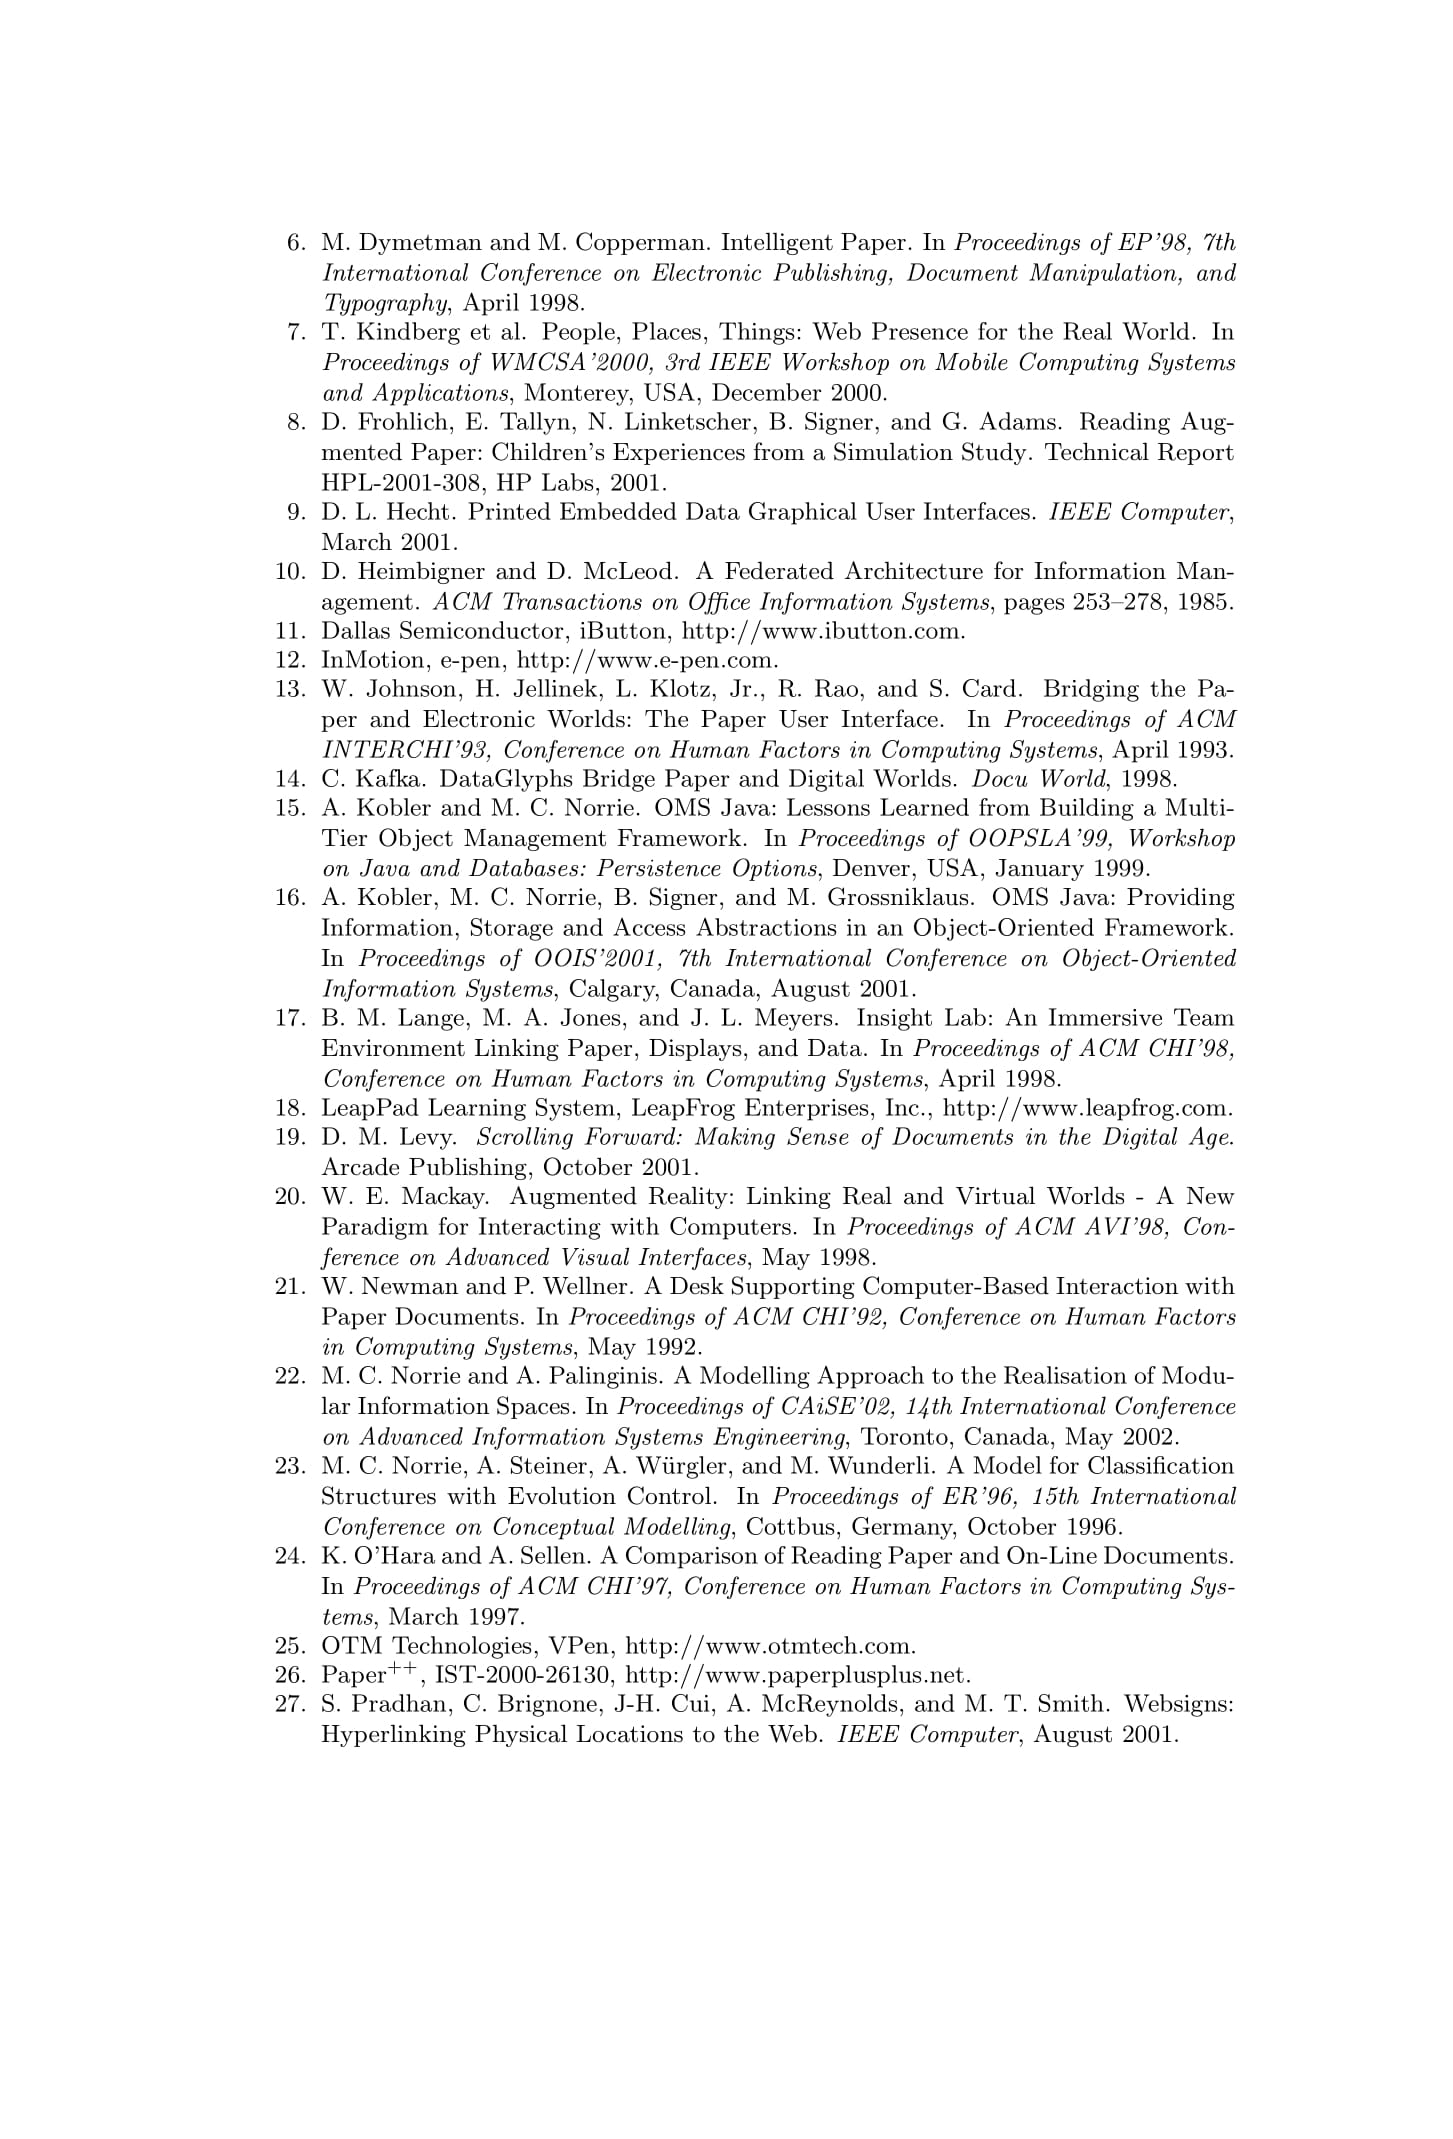 6. M. Dymetman and M. Copperman. Intelligent Paper. In Proceedings of EP'98, 7th
International Conference on Electronic Publishing, Document Manipulation, and
Typography, April 1998.
7. T. Kindberg et al. People, Places, Things: Web Presence for the Real World. In
Proceedings of WMCSA'2000, 3rd IEEE Workshop on Mobile Computing Systems
and Applications, Monterey, USA, December 2000.
8. D. Frohlich, E. Tallyn, N. Linketscher, B. Signer, and G. Adams. Reading Aug-
mented Paper: Children's Experiences from a Simulation Study. Technical Report
HPL-2001-308, HP Labs, 2001.
9. D. L. Hecht. Printed Embedded Data Graphical User Interfaces. IEEE Computer,
March 2001.
10. D. Heimbigner and D. McLeod. A Federated Architecture for Information Man-
agement. ACM Transactions on Office Information Systems, pages 253–278, 1985.
11. Dallas Semiconductor, iButton, http://www.ibutton.com.
12. InMotion, e-pen, http://www.e-pen.com.
13. W. Johnson, H. Jellinek, L. Klotz, Jr., R. Rao, and S. Card. Bridging the Pa-
per and Electronic Worlds: The Paper User Interface. In Proceedings of ACM
INTERCHI'93, Conference on Human Factors in Computing Systems, April 1993.
14. C. Kafka. DataGlyphs Bridge Paper and Digital Worlds. Docu World, 1998.
15. A. Kobler and M. C. Norrie. OMS Java: Lessons Learned from Building a Multi-
Tier Object Management Framework. In Proceedings of OOPSLA'99, Workshop
on Java and Databases: Persistence Options, Denver, USA, January 1999.
16. A. Kobler, M. C. Norrie, B. Signer, and M. Grossniklaus. OMS Java: Providing
Information, Storage and Access Abstractions in an Object-Oriented Framework.
In Proceedings of OOIS'2001, 7th International Conference on Object-Oriented
Information Systems, Calgary, Canada, August 2001.
17. B. M. Lange, M. A. Jones, and J. L. Meyers. Insight Lab: An Immersive Team
Environment Linking Paper, Displays, and Data. In Proceedings of ACM CHI'98,
Conference on Human Factors in Computing Systems, April 1998.
18. LeapPad Learning System, LeapFrog Enterprises, Inc., http://www.leapfrog.com.
19. D. M. Levy. Scrolling Forward: Making Sense of Documents in the Digital Age.
Arcade Publishing, October 2001.
20. W. E. Mackay. Augmented Reality: Linking Real and Virtual Worlds - A New
Paradigm for Interacting with Computers. In Proceedings of ACM AVI'98, Con-
ference on Advanced Visual Interfaces, May 1998.
21. W. Newman and P. Wellner. A Desk Supporting Computer-Based Interaction with
Paper Documents. In Proceedings of ACM CHI'92, Conference on Human Factors
in Computing Systems, May 1992.
22. M. C. Norrie and A. Palinginis. A Modelling Approach to the Realisation of Modu-
lar Information Spaces. In Proceedings of CAiSE'02, 14th International Conference
on Advanced Information Systems Engineering, Toronto, Canada, May 2002.
23. M. C. Norrie, A. Steiner, A. Würgler, and M. Wunderli. A Model for Classification
Structures with Evolution Control. In Proceedings of ER'96, 15th International
Conference on Conceptual Modelling, Cottbus, Germany, October 1996.
24. K. O'Hara and A. Sellen. A Comparison of Reading Paper and On-Line Documents.
In Proceedings of ACM CHI'97, Conference on Human Factors in Computing Sys-
tems, March 1997.
25. OTM Technologies, VPen, http://www.otmtech.com.
26. Paper++, IST-2000-26130, http://www.paperplusplus.net.
27. S. Pradhan, C. Brignone, J-H. Cui, A. McReynolds, and M. T. Smith. Websigns:
Hyperlinking Physical Locations to the Web. IEEE Computer, August 2001.